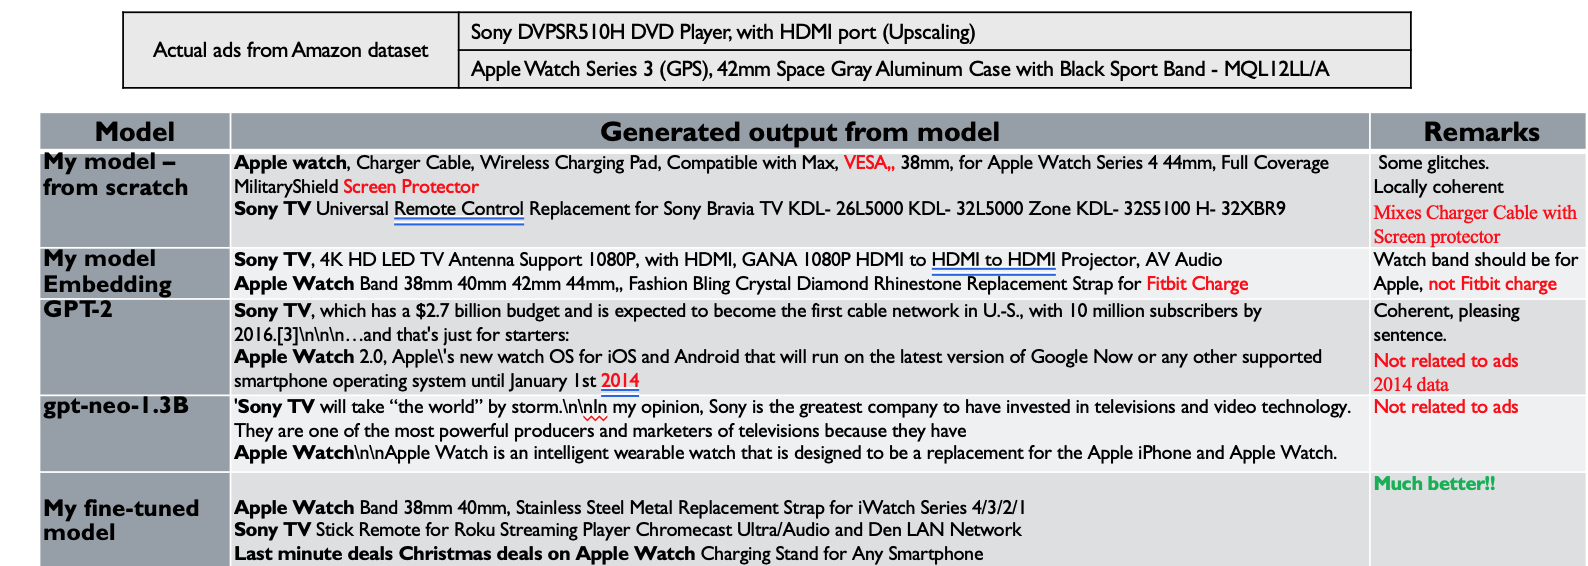 Actual ads from Amazon dataset
Sony DVPSR510H DVD Player, with HDMI port (Upscaling)
Apple Watch Series 3 (GPS), 42mm Space Gray Aluminum Case with Black Sport Band - MQL12LL/A
Model
Generated output from model
Remarks
My model –
from scratch
Apple watch, Charger Cable, Wireless Charging Pad, Compatible with Max, VESA,, 38mm, for Apple Watch Series 4 44mm, Full Coverage
MilitaryShield Screen Protector
Sony TV Universal Remote Control Replacement for Sony Bravia TV KDL- 26L5000 KDL- 32L5000 Zone KDL- 32S5100 H- 32XBR9
Some glitches.
Locally coherent
Mixes Charger Cable with
Screen protector
My model
Embedding
Sony TV, 4K HD LED TV Antenna Support 1080P, with HDMI, GANA 1080P HDMI to HDMI to HDMI Projector, AV Audio
Apple Watch Band 38mm 40mm 42mm 44mm,, Fashion Bling Crystal Diamond Rhinestone Replacement Strap for Fitbit Charge
Watch band should be for
Apple, not Fitbit charge
GPT-2
Sony TV, which has a $2.7 billion budget and is expected to become the first cable network in U.-S., with 10 million subscribers by
2016.[3]\n\n\n…and that's just for starters:
Apple Watch 2.0, Apple\'s new watch OS for iOS and Android that will run on the latest version of Google Now or any other supported
smartphone operating system until January 1st 2014
Coherent, pleasing
sentence.
Not related to ads
2014 data
gpt-neo-1.3B
'Sony TV will take “the world” by storm.\n\nIn my opinion, Sony is the greatest company to have invested in televisions and video technology.
They are one of the most powerful producers and marketers of televisions because they have
Apple Watch\n\nApple Watch is an intelligent wearable watch that is designed to be a replacement for the Apple iPhone and Apple Watch.
Not related to ads
My fine-tuned
model
Apple Watch Band 38mm 40mm, Stainless Steel Metal Replacement Strap for iWatch Series 4/3/2/1
Sony TV Stick Remote for Roku Streaming Player Chromecast Ultra/Audio and Den LAN Network
Last minute deals Christmas deals on Apple Watch Charging Stand for Any Smartphone
Much better!!